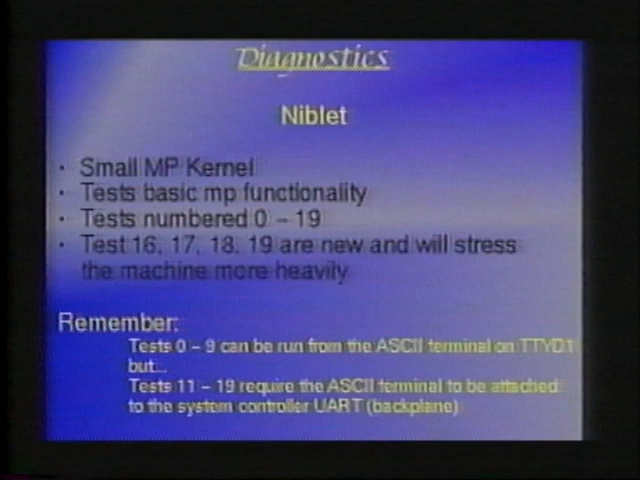 Diagnostics
Niblet
· Small MP Kernel
· Tests basic mp functionality
· Tests numbered 0 – 19
· Test 16, 17, 18, 19 are new and will stress
the machine more heavily
Remember:
Tests 0 – 9 can be run from the ASCII terminal on TTYD1
but...
Tests 11 – 19 require the ASCII terminal to be attached
to the system controller UART (backplane)